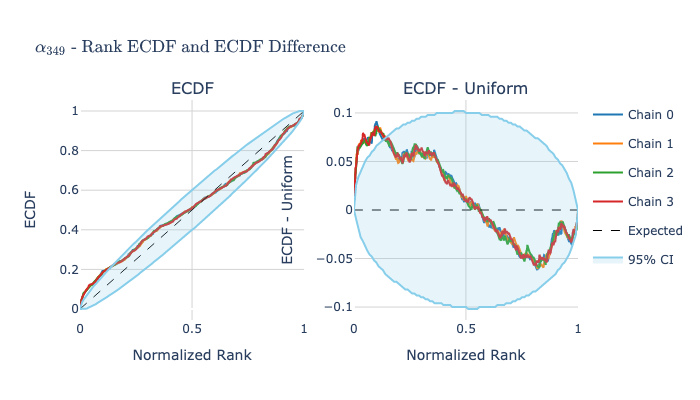 α349 - Rank ECDF and ECDF Difference
ECDF
ECDF - Uniform
ECDF
1
0.8
0.6
0.4
0.2
0
0
0.5
1
Normalized Rank
ECDF - Uniform
0.1
0.05
0
−0.05
−0.1
0
0.5
1
Normalized Rank
Chain 0
Chain 1
Chain 2
Chain 3
Expected
95% CI